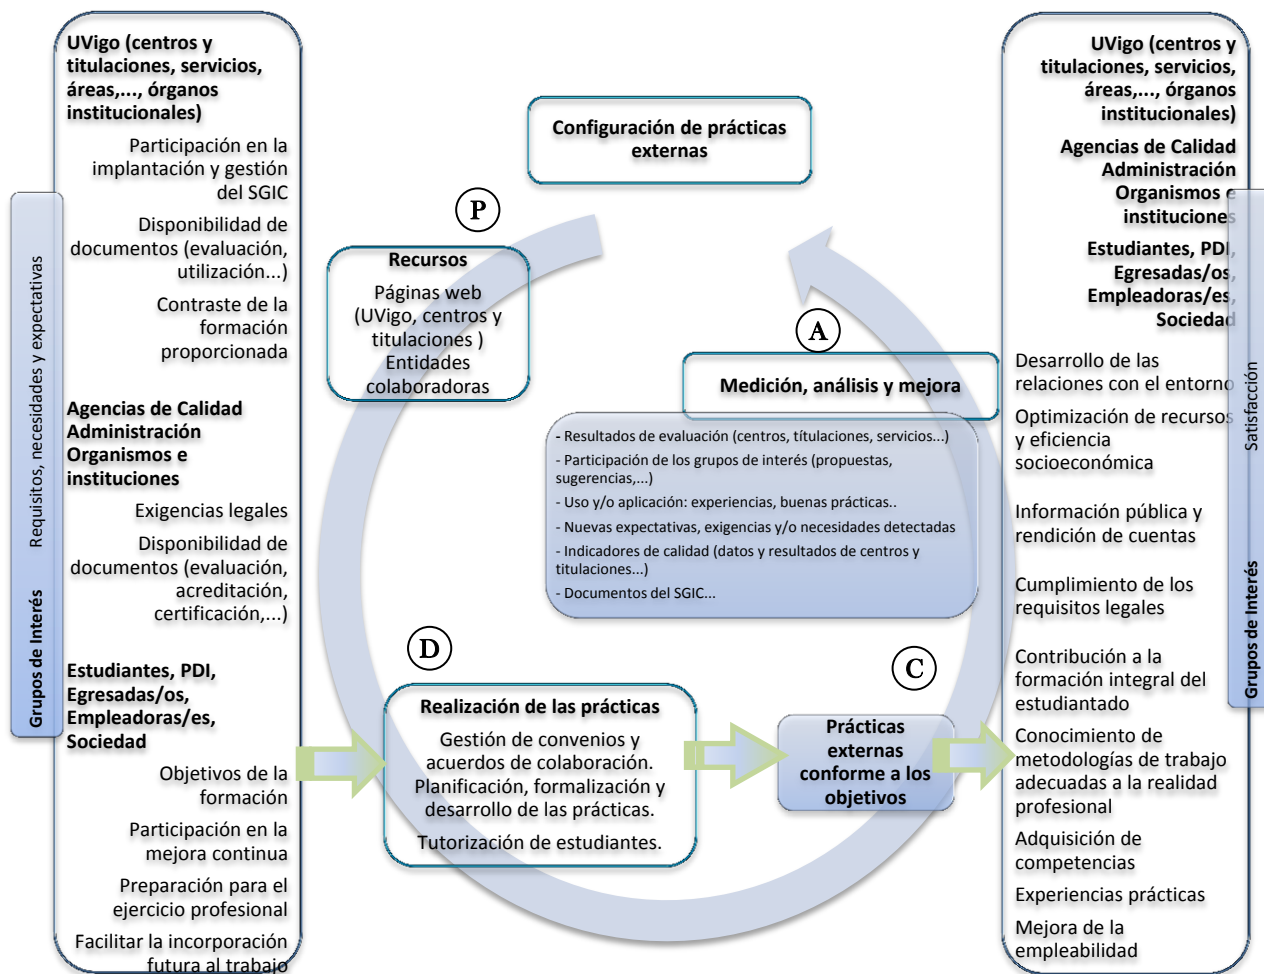 Requisitos, necesidades y expectativas
Grupos de Interés
UVigo (centros y
titulaciones, servicios,
áreas,..., órganos
institucionales)
Participación en la
implantación y gestión
del SGIC
Disponibilidad de
documentos (evaluación,
utilización...)
Contraste de la
formación
proporcionada
Agencias de Calidad
Administración
Organismos e
instituciones
Exigencias legales
Disponibilidad de
documentos (evaluación,
acreditación,
certificación,...)
Estudiantes, PDI,
Egresadas/os,
Empleadoras/es,
Sociedad
Objetivos de la
formación
Participación en la
mejora continua
Preparación para el
ejercicio profesional
Facilitar la incorporación
futura al trabajo
Configuración de prácticas
externas
P
Recursos
Páginas web
(UVigo, centros y
titulaciones )
Entidades
colaboradoras
A
Medición, análisis y mejora
- Resultados de evaluación (centros, títulaciones, servicios...)
- Participación de los grupos de interés (propuestas,
sugerencias,...)
- Uso y/o aplicación: experiencias, buenas prácticas..
- Nuevas expectativas, exigencias y/o necesidades detectadas
- Indicadores de calidad (datos y resultados de centros y
titulaciones...)
- Documentos del SGIC...
D
Realización de las prácticas
Gestión de convenios y
acuerdos de colaboración.
Planificación, formalización y
desarrollo de las prácticas.
Tutorización de estudiantes.
C
Prácticas
externas
conforme a los
objetivos
UVigo (centros y
titulaciones, servicios,
áreas,..., órganos
institucionales)
Agencias de Calidad
Administración
Organismos e
instituciones
Estudiantes, PDI,
Egresadas/os,
Empleadoras/es,
Sociedad
Desarrollo de las
relaciones con el entorno
Optimización de recursos
y eficiencia
socioeconómica
Información pública y
rendición de cuentas
Cumplimiento de los
requisitos legales
Contribución a la
formación integral del
estudiantado
Conocimiento de
metodologías de trabajo
adecuadas a la realidad
profesional
Adquisición de
competencias
Experiencias prácticas
Mejora de la
empleabilidad
Satisfacción
Grupos de Interés